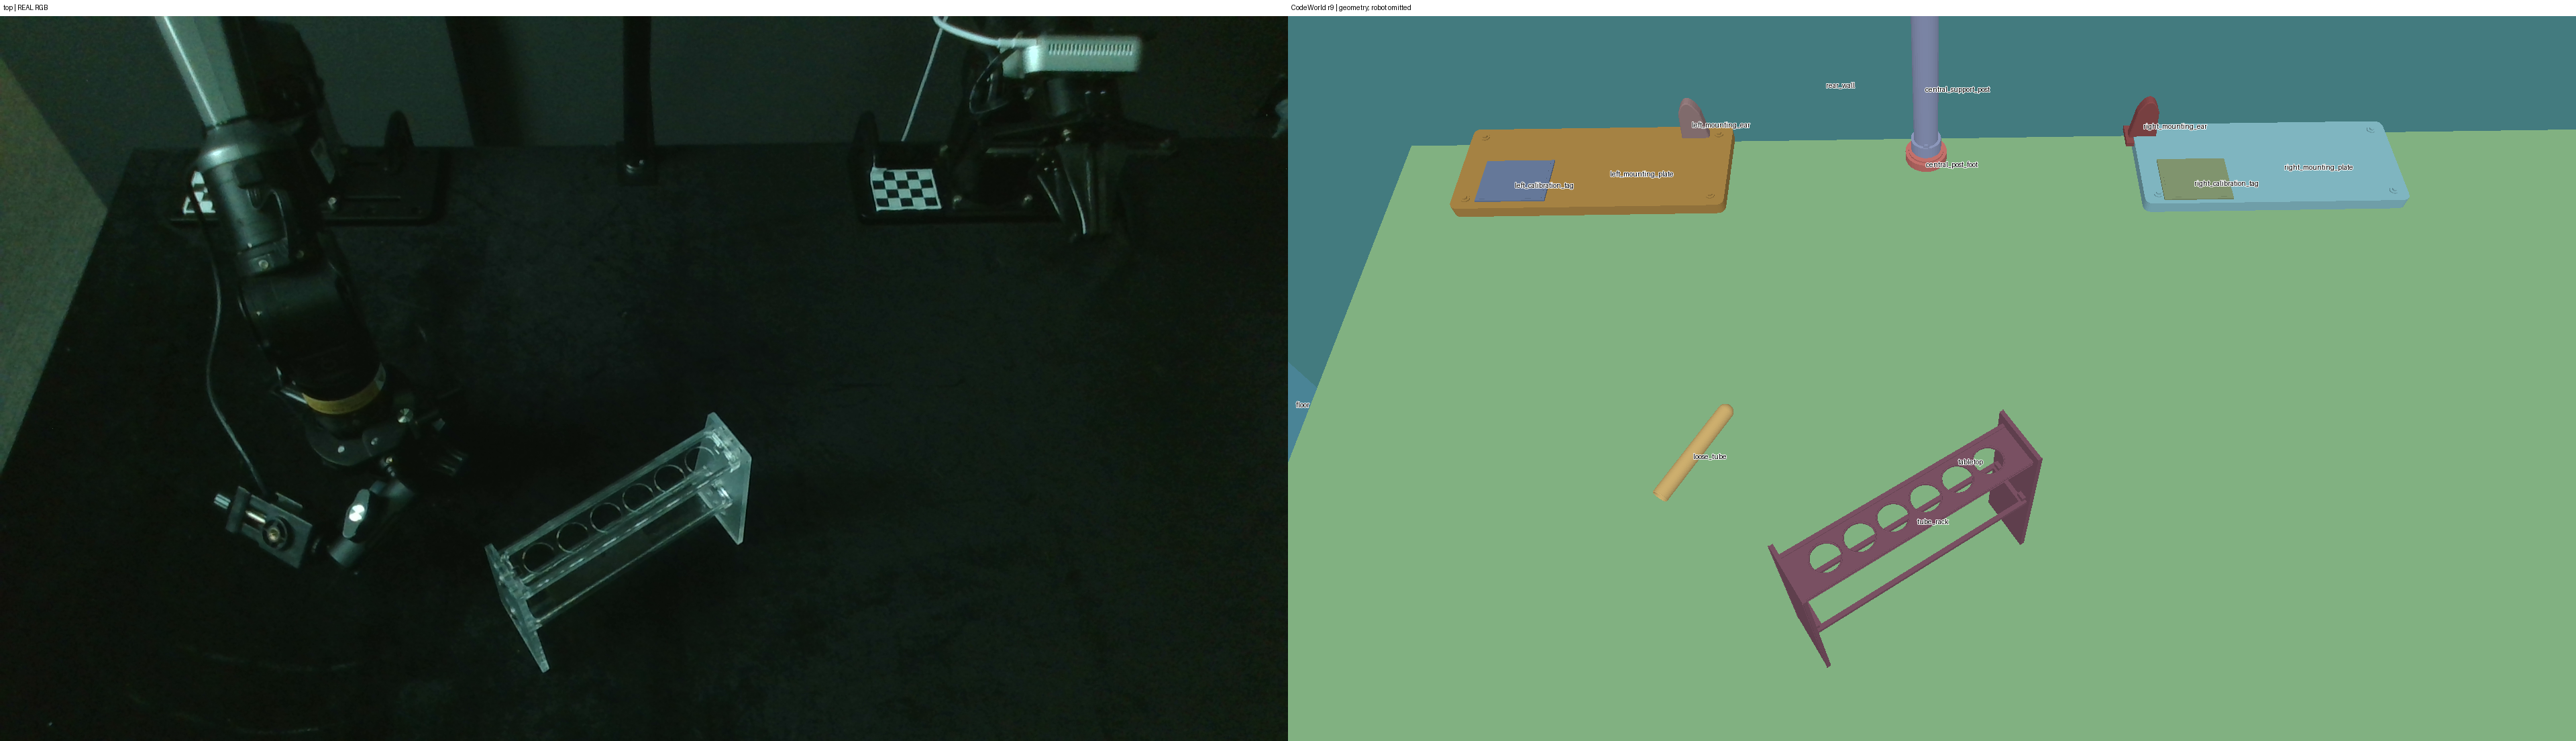 top | REAL RGB
CodeWorld r9 | geometry, robot omitted
rear_wall
central_support_post
left_mounting_ear
right_mounting_ear
central_post_foot
left_mounting_plate
right_mounting_plate
left_calibration_tag
right_calibration_tag
floor
loose_tube
tabletop
tube_rack